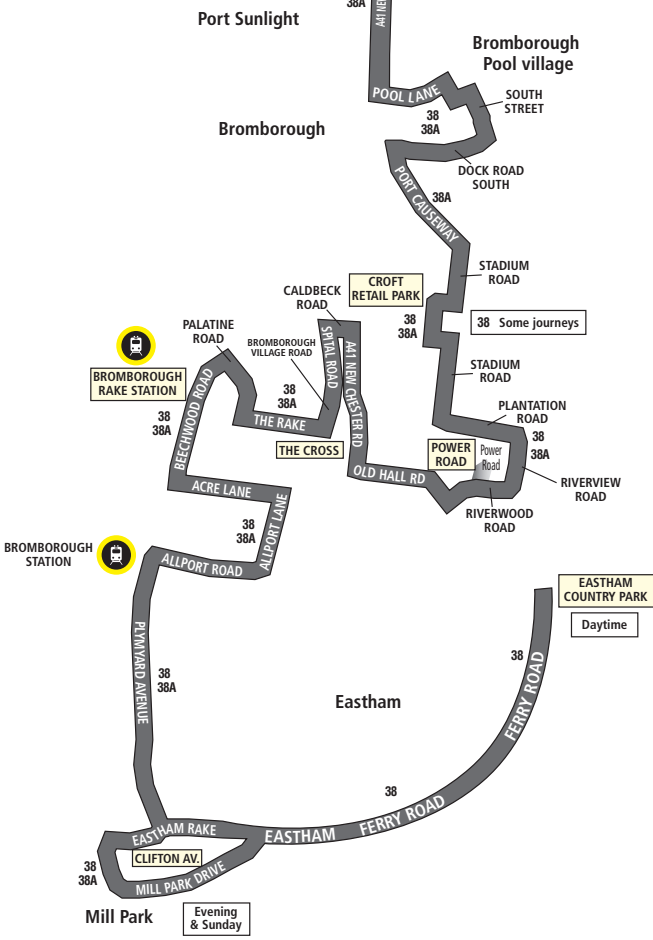 38A
A41 NE
Port Sunlight
Bromborough
Pool village
POOL LANE
SOUTH
STREET
38
38A
Bromborough
DOCK ROAD
SOUTH
PORT CAUSEWAY
38A
STADIUM
ROAD
CROFT
RETAIL PARK
CALDBECK
ROAD
38
38A
38 Some journeys
PALATINE
ROAD
BROMBOROUGH
VILLAGE ROAD
SPITAL ROAD
A41 NEW CHESTER RD
STADIUM
ROAD
BROMBOROUGH
RAKE STATION
BEECHWOOD ROAD
38
38A
38
38A
THE RAKE
THE CROSS
PLANTATION
ROAD
38
38A
POWER
ROAD
Power
Road
OLD HALL RD
RIVERVIEW
ROAD
RIVERWOOD
ROAD
ACRE LANE
ALLPORT LANE
38
38A
BROMBOROUGH
STATION
ALLPORT ROAD
EASTHAM
COUNTRY PARK
Daytime
PLYMYARD AVENUE
38
38A
38
FERRY ROAD
Eastham
38
EASTHAM RAKE
EASTHAM
FERRY ROAD
CLIFTON AV.
38
38A
MILL PARK DRIVE
Mill Park
Evening
& Sunday